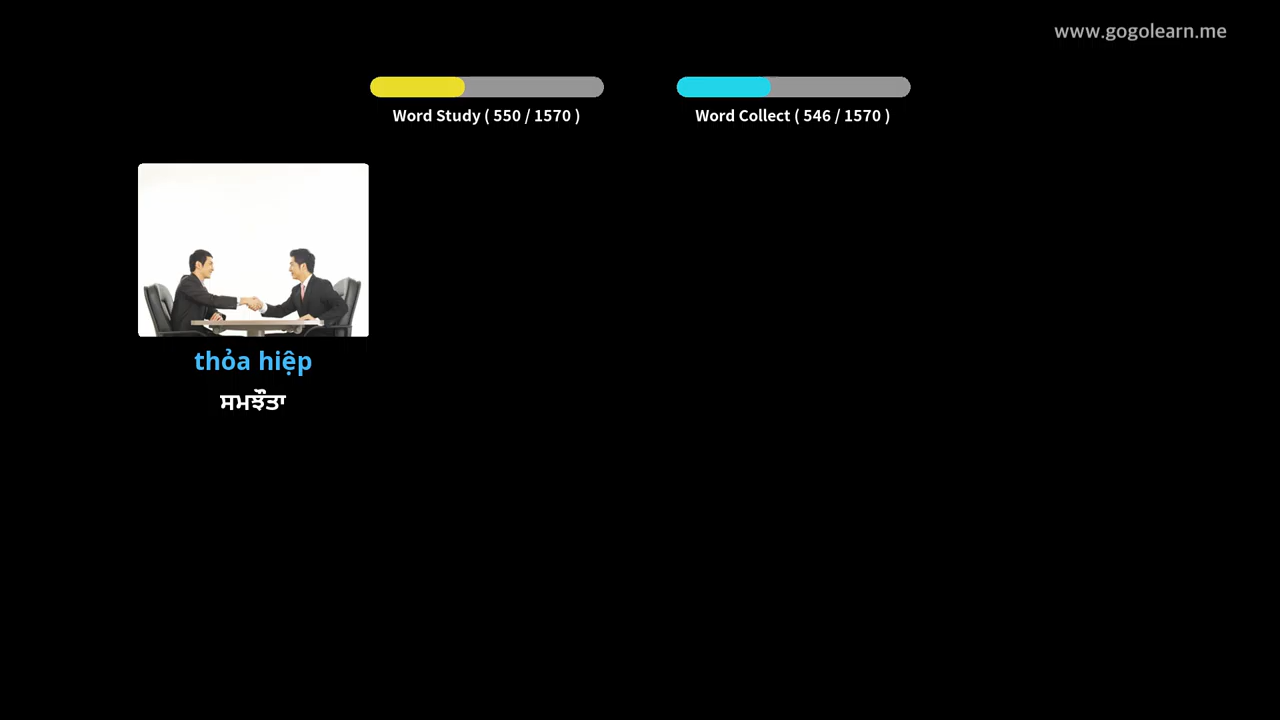 www.gogolearn.me
Word Study ( 550 / 1570 )
Word Collect ( 546 / 1570 )
thỏa hiệp
ਸਮਝੌਤਾ